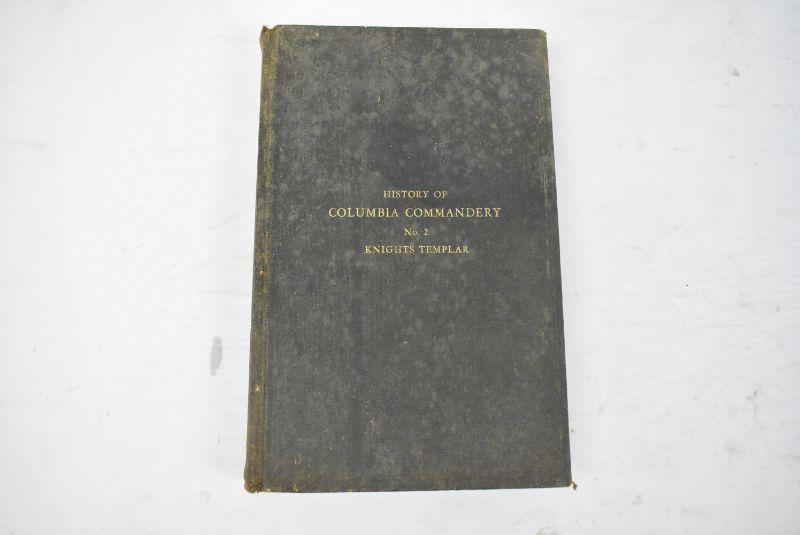 HISTORY OF
COLUMBIA COMMANDERY
No. 2
KNIGHTS TEMPLAR